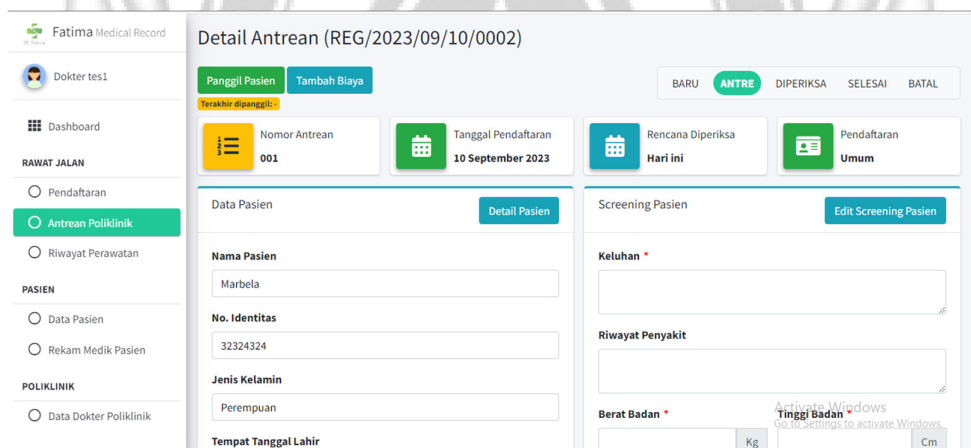 Fatima Medical Record
Dokter tes1
Dashboard
RAWAT JALAN
Pendaftaran
Antrean Poliklinik
Riwayat Perawatan
PASIEN
Data Pasien
Rekam Medik Pasien
POLIKLINIK
Data Dokter Poliklinik
Detail Antrean (REG/2023/09/10/0002)
Panggil Pasien Tambah Biaya
Terakhir dipanggil: -
BARU ANTRE DIPERIKSA SELESAI BATAL
Nomor Antrean
001
Tanggal Pendaftaran
10 September 2023
Rencana Diperiksa
Hari ini
Pendaftaran
Umum
Data Pasien
Detail Pasien
Nama Pasien
Marbela
No. Identitas
32324324
Jenis Kelamin
Perempuan
Tempat Tanggal Lahir
Screening Pasien
Edit Screening Pasien
Keluhan *
Riwayat Penyakit
Berat Badan *
Kg
Tinggi Badan *
Cm
Activate Windows
Go to Settings to activate Windows.